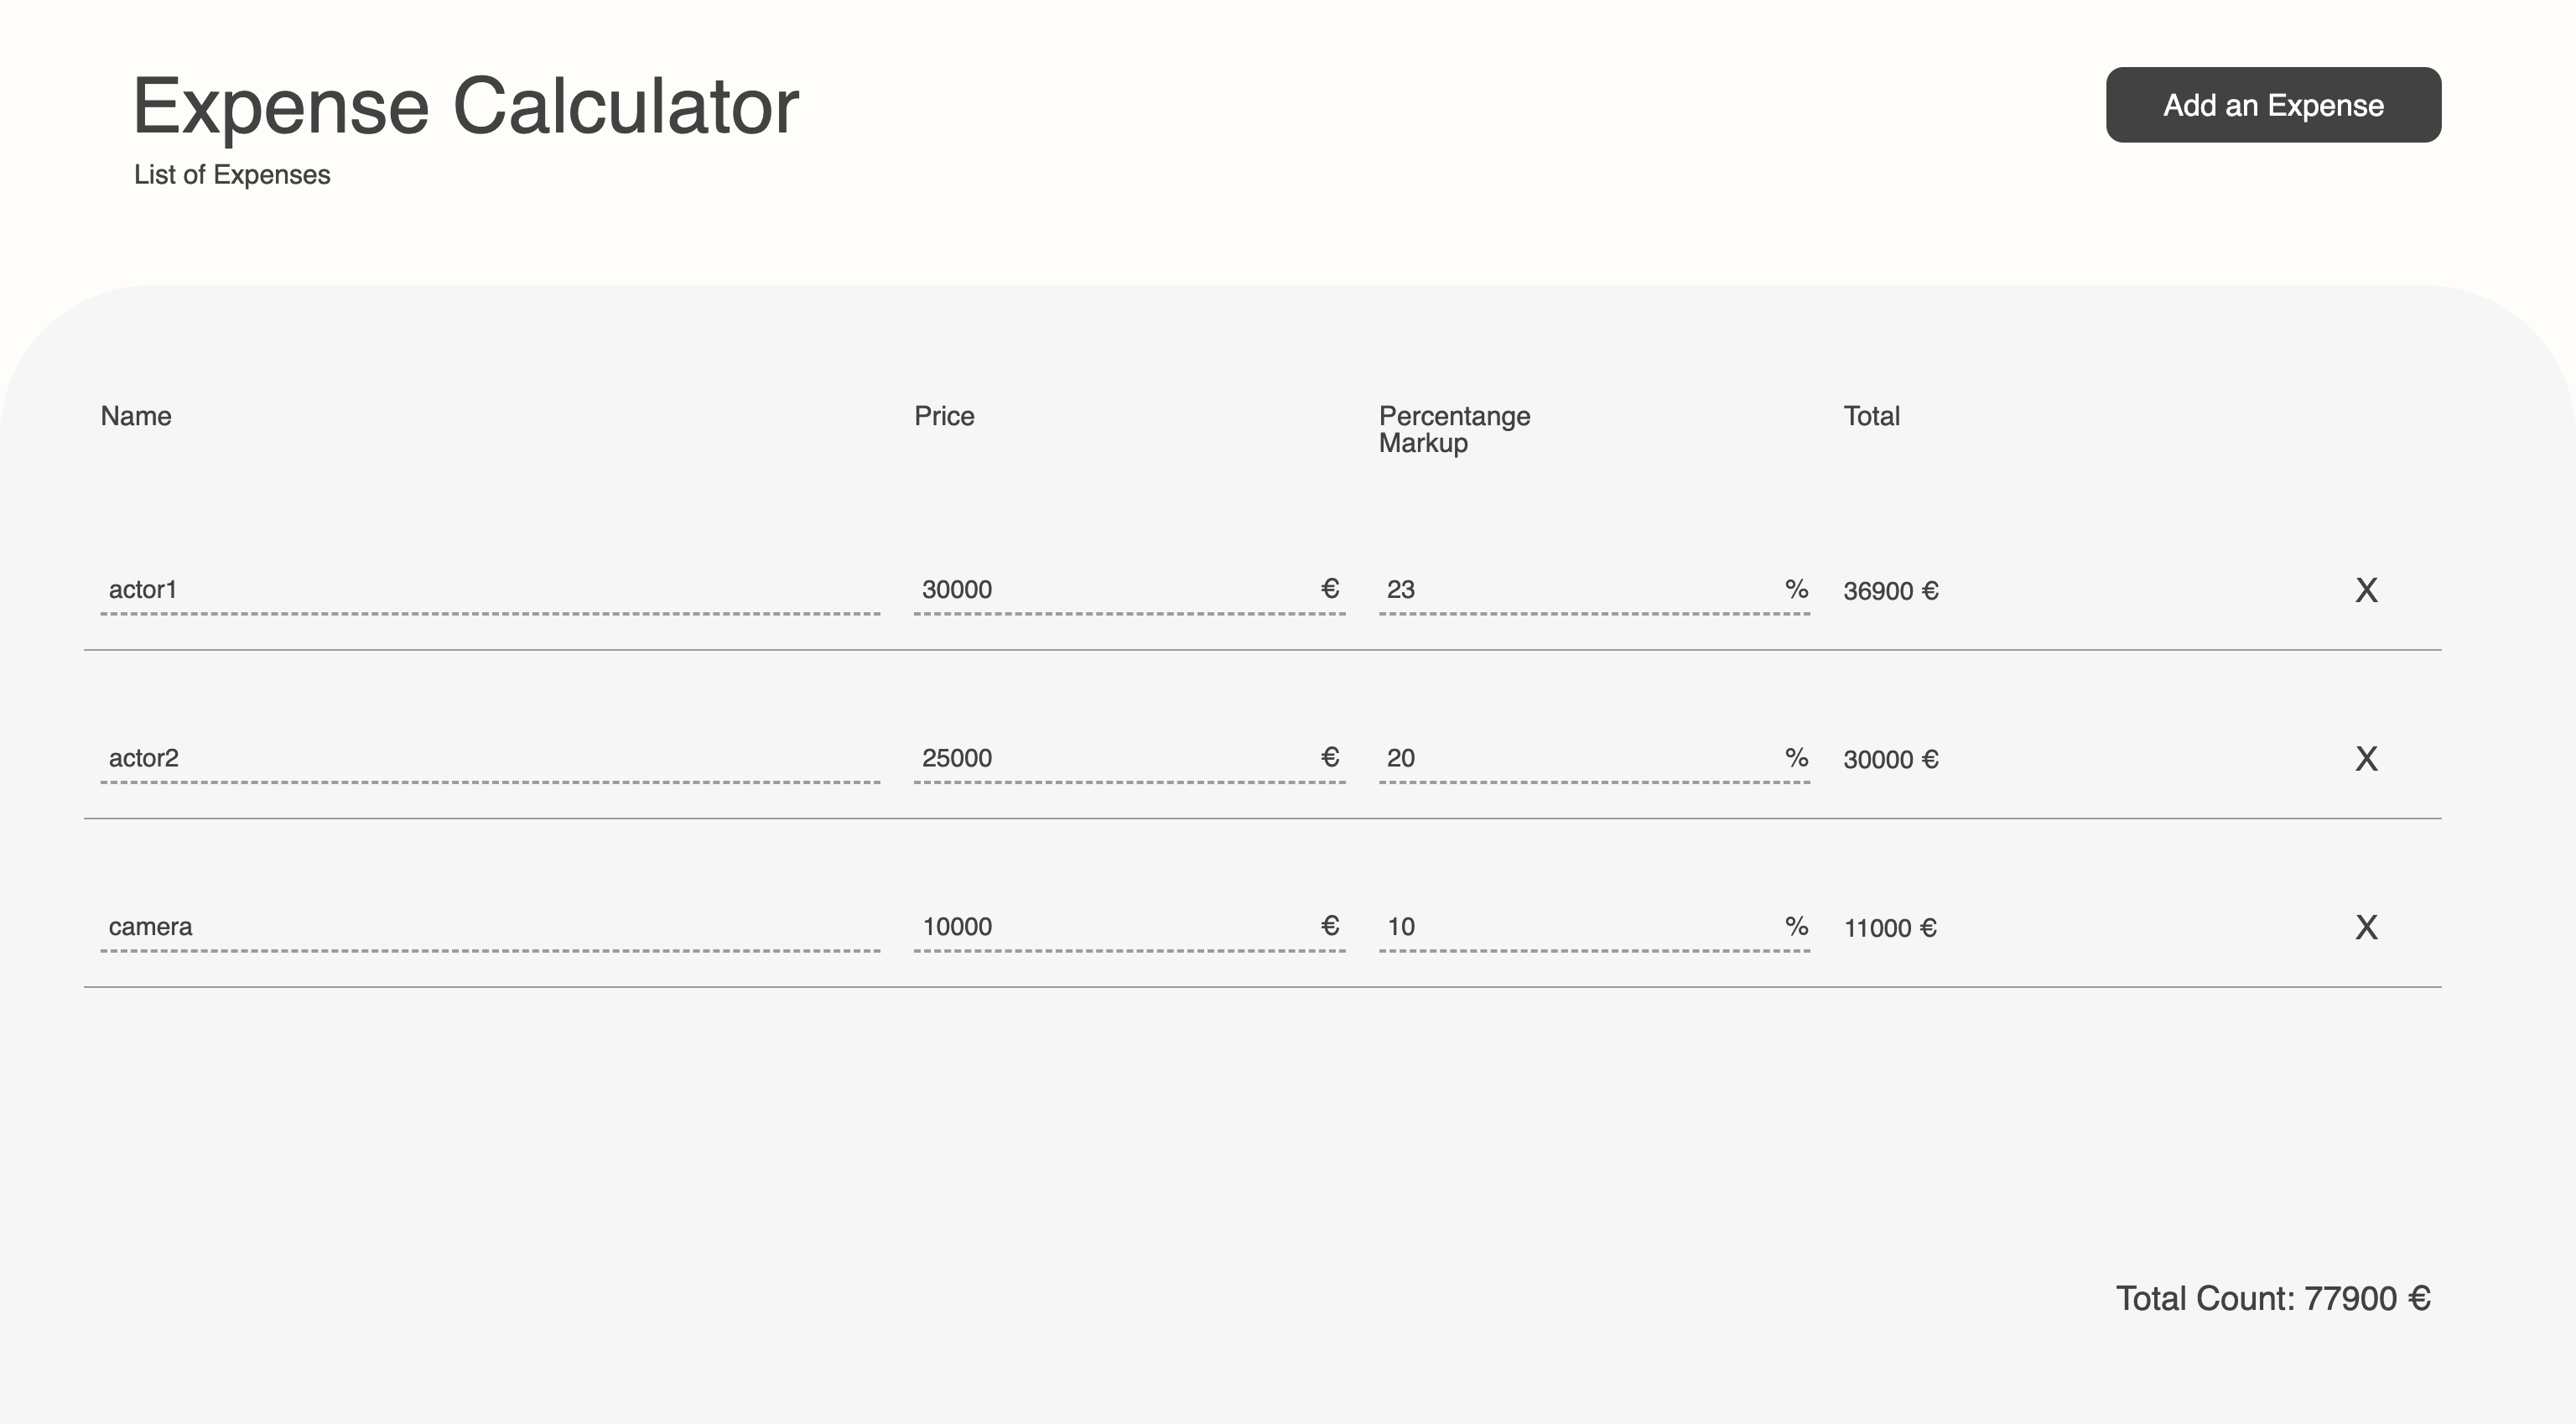 Expense Calculator
Add an Expense
List of Expenses
Name Price Percentange Total
Markup
actor1 30000 € 23 % 36900 € X
actor2 25000 € 20 % 30000 € X
camera 10000 € 10 % 11000 € X
Total Count: 77900 €